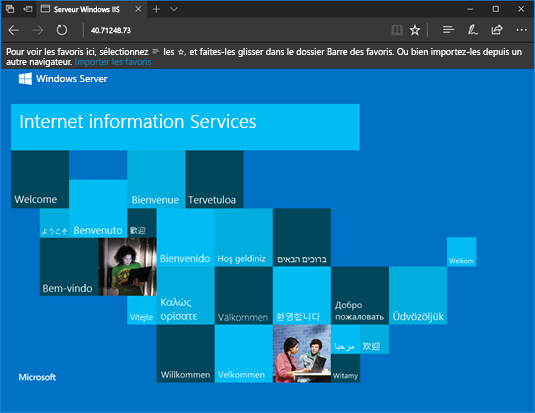 Serveur Windows IIS
40.71248.73
Pour voir les favoris ici, sélectionnez les ☆, et faites-les glisser dans le dossier Barre des favoris. Ou bien importez-les depuis un
autre navigateur. Importer les favoris
Windows Server
Internet information Services
Welcome
Bienvenue
Tervetuloa
ようこそ
Benvenuto
歡迎
Bienvenido
Hoş geldiniz
ברוכים הבאים
Welkom
Bem-vindo
Vítejte
Καλώς
ορίσατε
Välkommen
환영합니다
Добро
пожаловать
Üdvözöljük
مرحبا
欢迎
Microsoft
Willkommen
Velkommen
Witamy